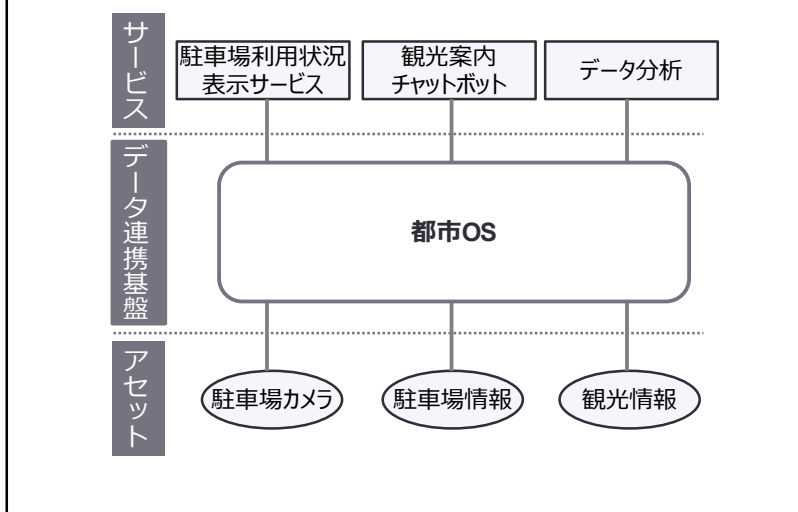 サービス
駐車場利用状況
表示サービス
観光案内
チャットボット
データ分析
データ連携基盤
都市OS
アセット
駐車場カメラ
駐車場情報
観光情報